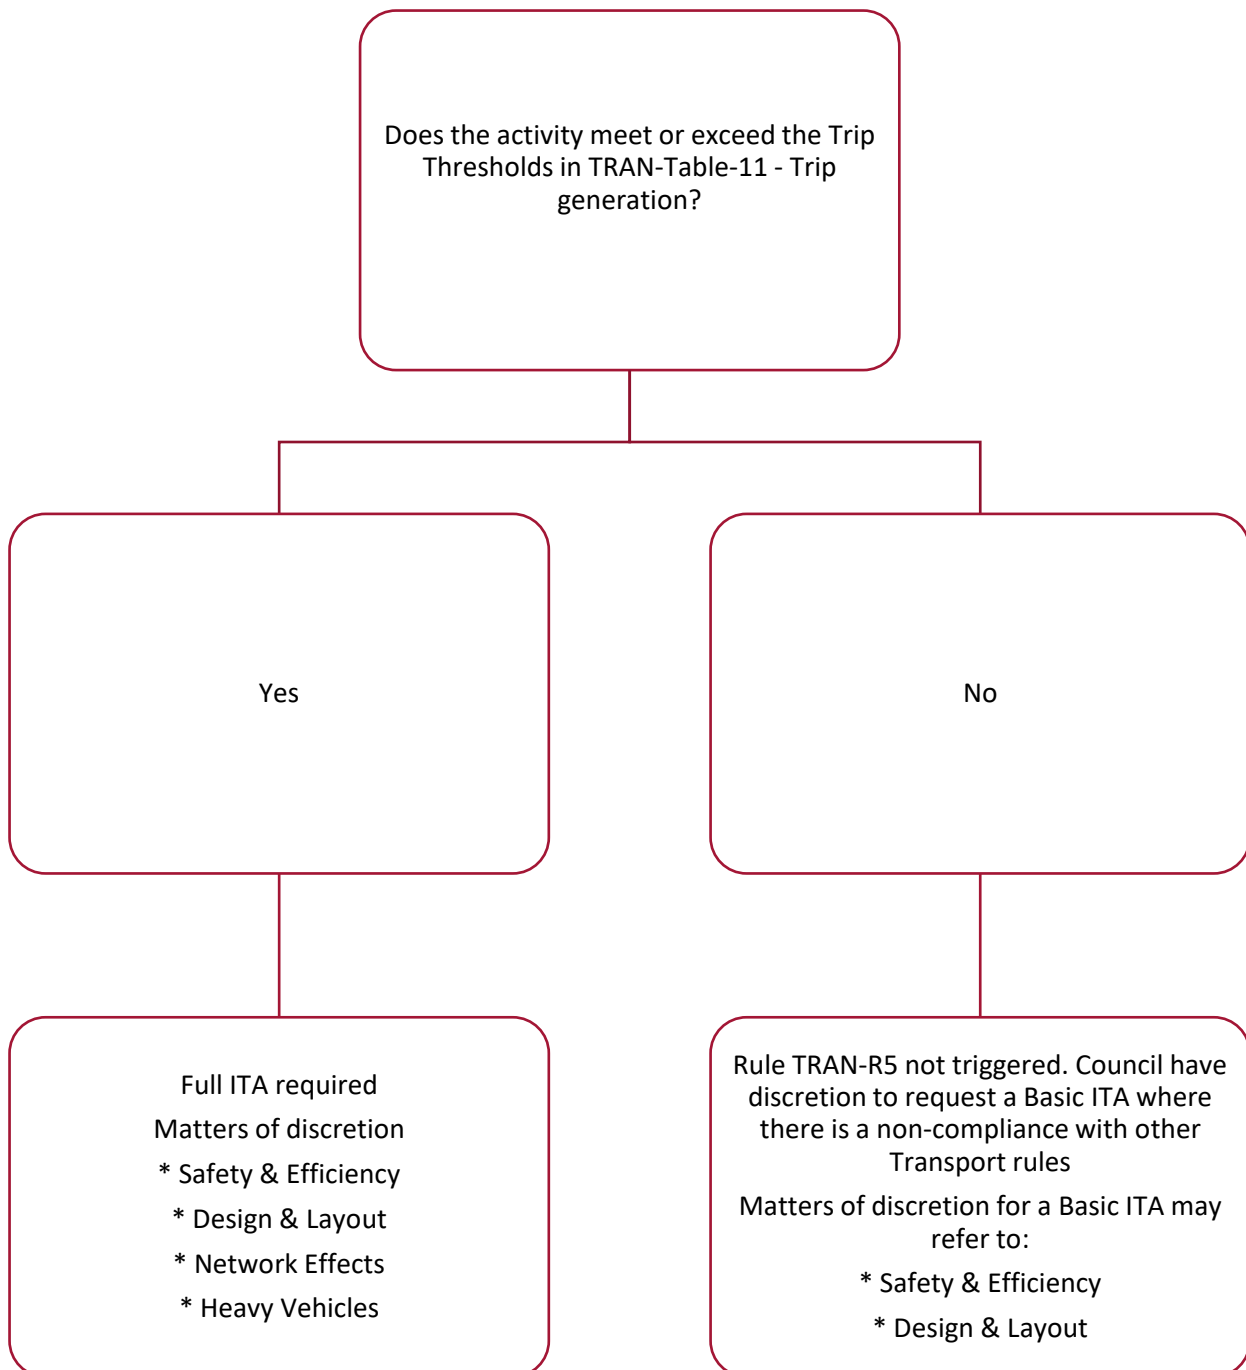 Does the activity meet or exceed the Trip
Thresholds in TRAN-Table-11 - Trip
generation?
Yes
No
Full ITA required
Matters of discretion
* Safety & Efficiency
* Design & Layout
* Network Effects
* Heavy Vehicles
Rule TRAN-R5 not triggered. Council have
discretion to request a Basic ITA where
there is a non-compliance with other
Transport rules
Matters of discretion for a Basic ITA may
refer to:
* Safety & Efficiency
* Design & Layout